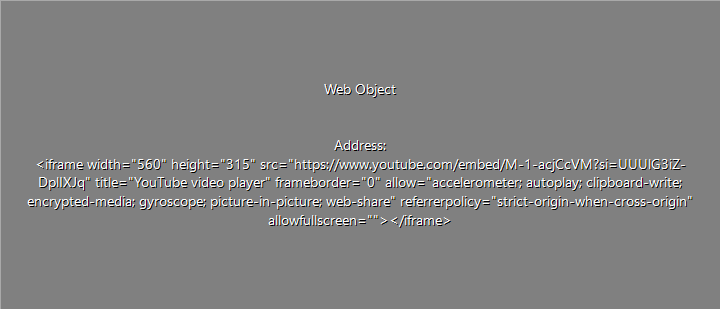 Web Object
Address:
<iframe width="560" height="315" src="https://www.youtube.com/embed/M-1-acjCcVM?si=UUUlG3iZ-
DplIXJq" title="YouTube video player" frameborder="0" allow="accelerometer; autoplay; clipboard-write;
encrypted-media; gyroscope; picture-in-picture; web-share" referrerpolicy="strict-origin-when-cross-origin"
allowfullscreen=""></iframe>